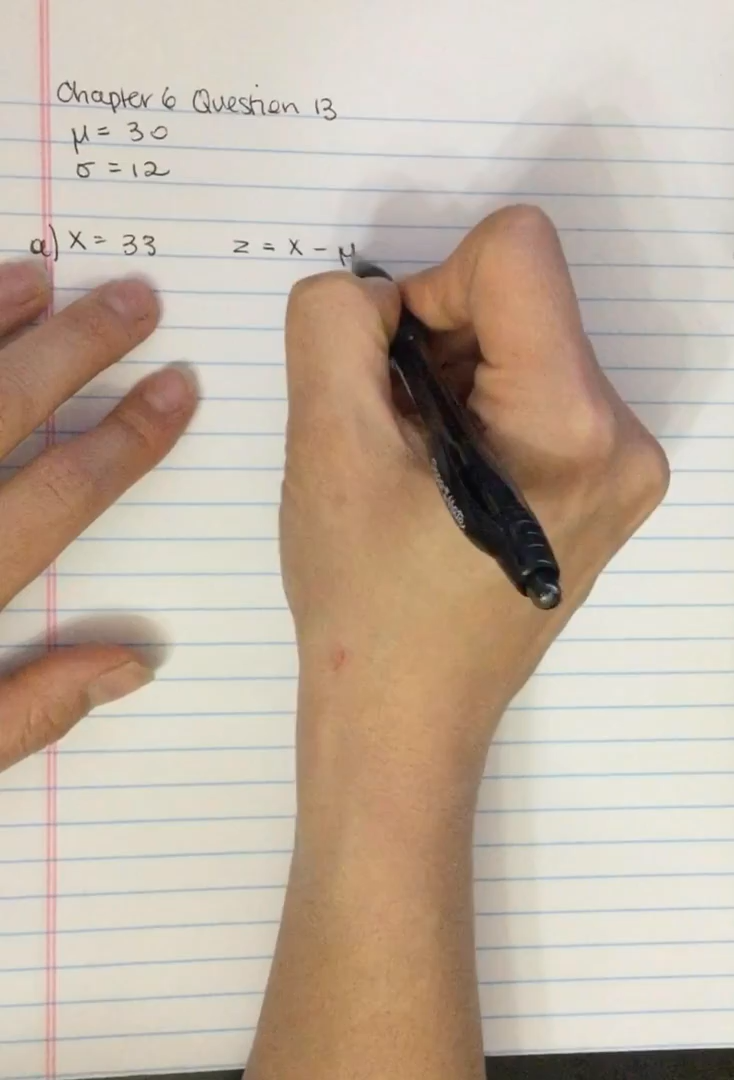 Chapter 6 Question 13
μ = 30
σ = 12
a) x = 33 z = x - μ